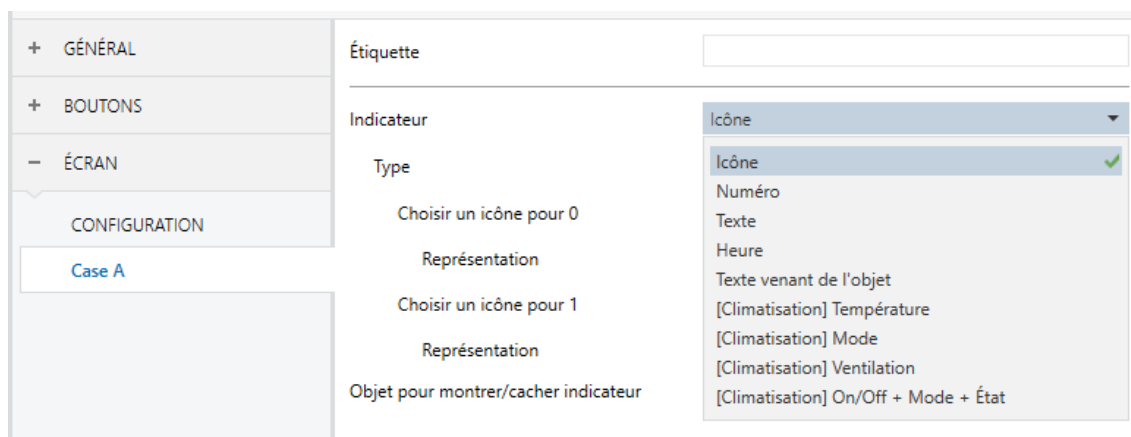 + GÉNÉRAL
+ BOUTONS
− ÉCRAN
CONFIGURATION
Case A
Étiquette
Indicateur
Icône
Type
Choisir un icône pour 0
Représentation
Choisir un icône pour 1
Représentation
Objet pour montrer/cacher indicateur
Icône
Numéro
Texte
Heure
Texte venant de l'objet
[Climatisation] Température
[Climatisation] Mode
[Climatisation] Ventilation
[Climatisation] On/Off + Mode + État